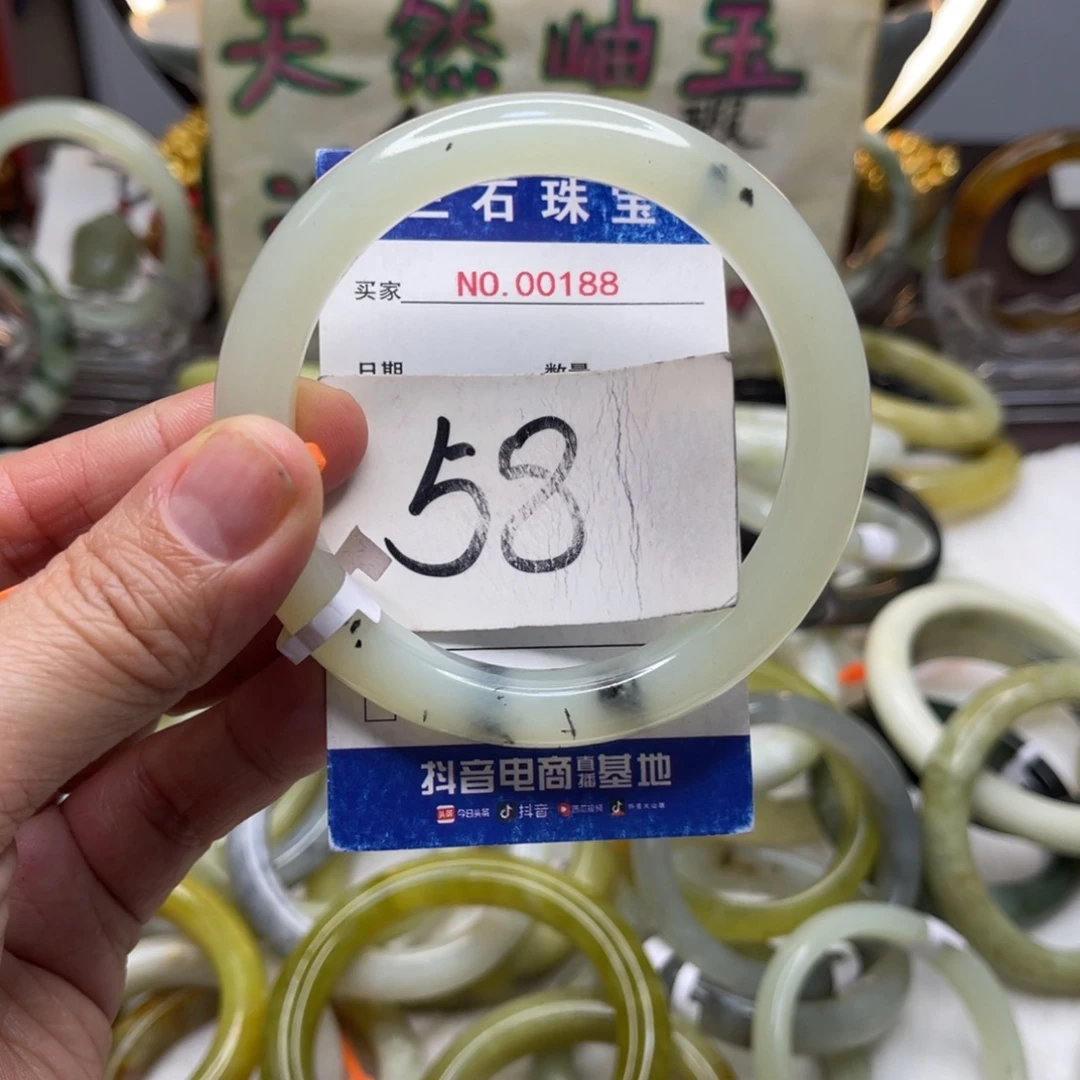 天然岫玉
石珠宝
买家 NO.00188
日期 数量
58
抖音电商直播基地
今日头条 抖音